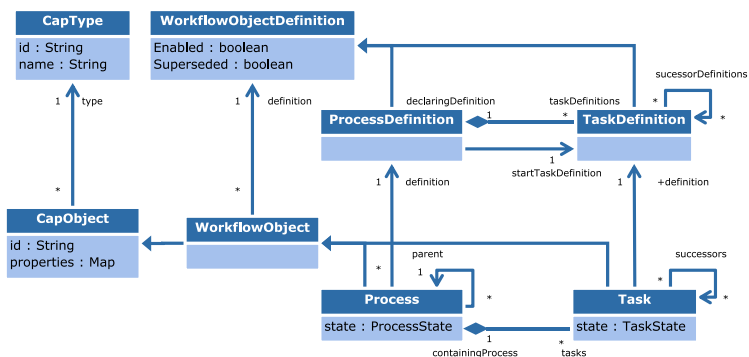 CapType
id : String
name : String
WorkflowObjectDefinition
Enabled : boolean
Superseded : boolean
sucessorDefinitions
1
type
1
definition
declaringDefinition
taskDefinitions
*
*
ProcessDefinition
1
*
TaskDefinition
1
startTaskDefinition
*
*
1
definition
1
+definition
CapObject
id : String
properties : Map
WorkflowObject
parent
1
*
*
successors
*
*
Process
state : ProcessState
Task
state : TaskState
1
containingProcess
*
tasks